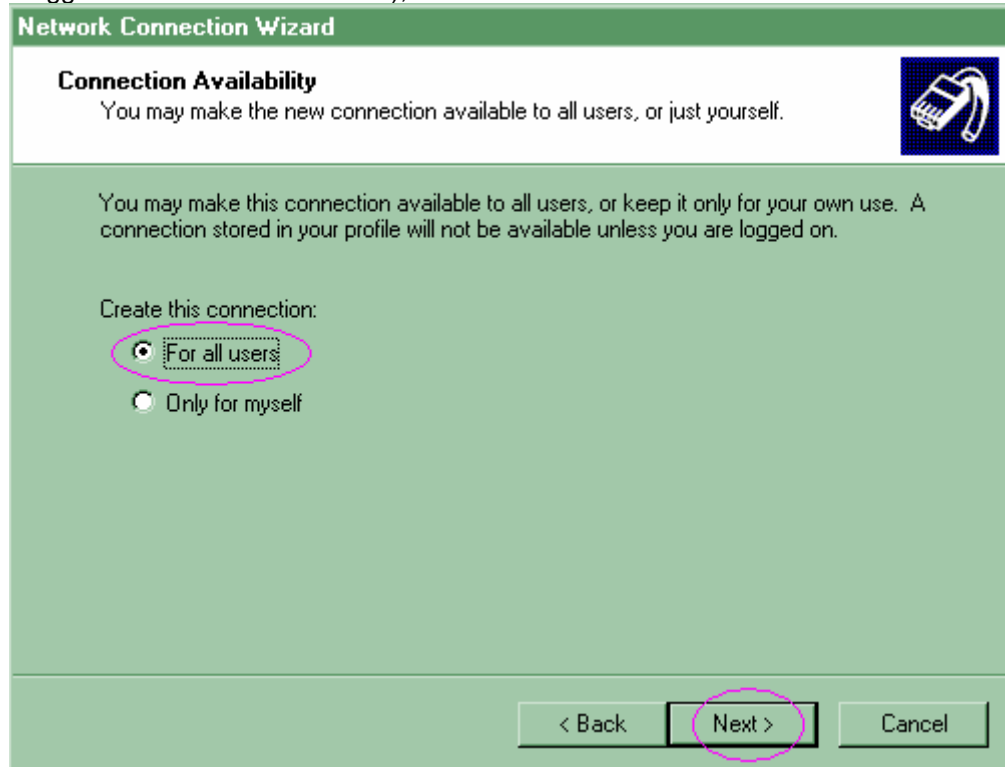 Network Connection Wizard
Connection Availability
You may make the new connection available to all users, or just yourself.
You may make this connection available to all users, or keep it only for your own use. A
connection stored in your profile will not be available unless you are logged on.
Create this connection:
For all users
Only for myself
< Back Next > Cancel